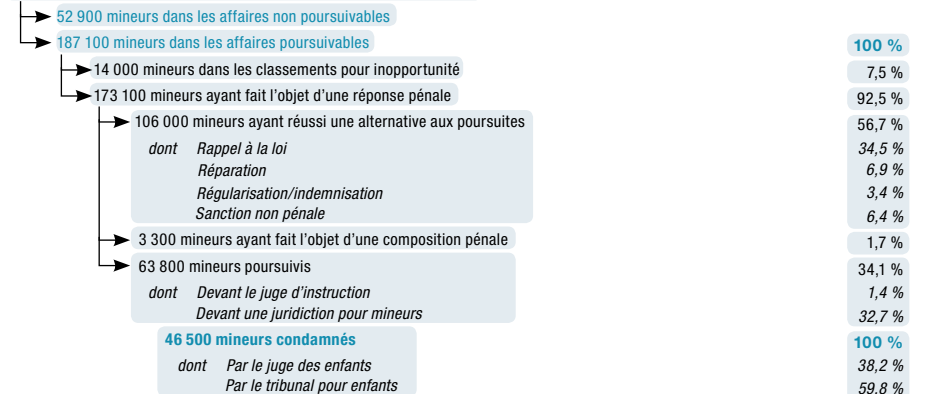 52 900 mineurs dans les affaires non poursuivables
187 100 mineurs dans les affaires poursuivables 100 %
14 000 mineurs dans les classements pour inopportunité 7,5 %
173 100 mineurs ayant fait l’objet d’une réponse pénale 92,5 %
106 000 mineurs ayant réussi une alternative aux poursuites 56,7 %
dont Rappel à la loi 34,5 %
Réparation 6,9 %
Régularisation/indemnisation 3,4 %
Sanction non pénale 6,4 %
3 300 mineurs ayant fait l’objet d’une composition pénale 1,7 %
63 800 mineurs poursuivis 34,1 %
dont Devant le juge d’instruction 1,4 %
Devant une juridiction pour mineurs 32,7 %
46 500 mineurs condamnés 100 %
dont Par le juge des enfants 38,2 %
Par le tribunal pour enfants 59,8 %